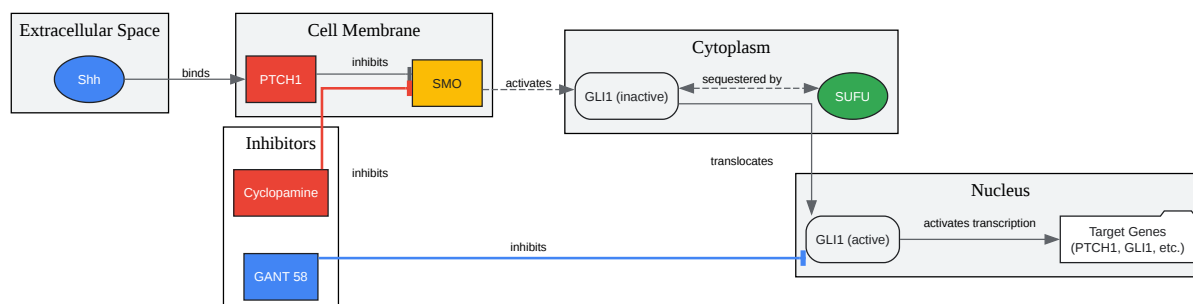 Extracellular Space
Shh
binds
Cell Membrane
PTCH1
inhibits
SMO
activates
Cytoplasm
GLI1 (inactive)
sequestered by
SUFU
translocates
Inhibitors
Cyclopamine
inhibits
GANT 58
inhibits
Nucleus
GLI1 (active)
activates transcription
Target Genes
(PTCH1, GLI1, etc.)